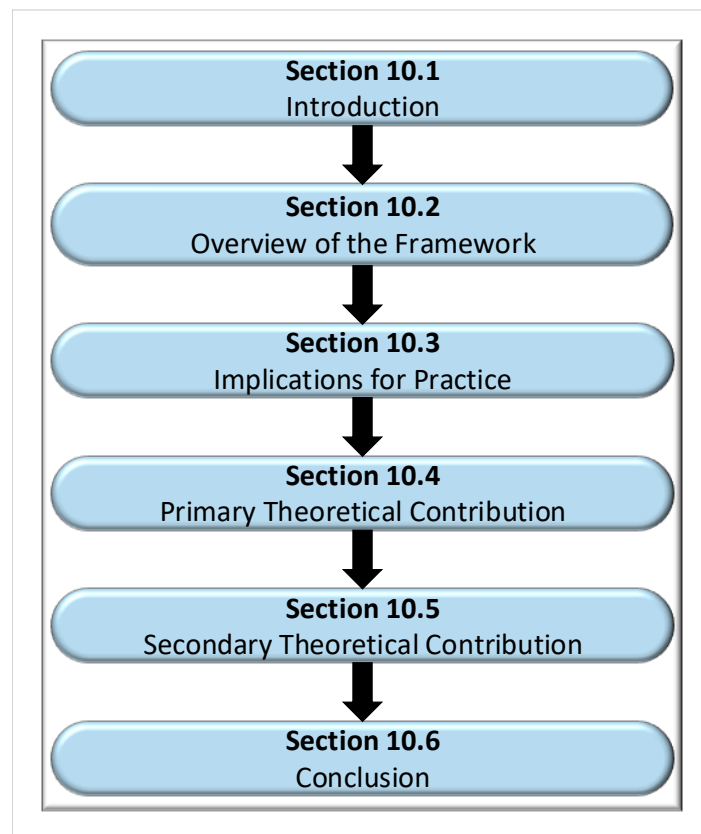 Section 10.1
Introduction
Section 10.2
Overview of the Framework
Section 10.3
Implications for Practice
Section 10.4
Primary Theoretical Contribution
Section 10.5
Secondary Theoretical Contribution
Section 10.6
Conclusion